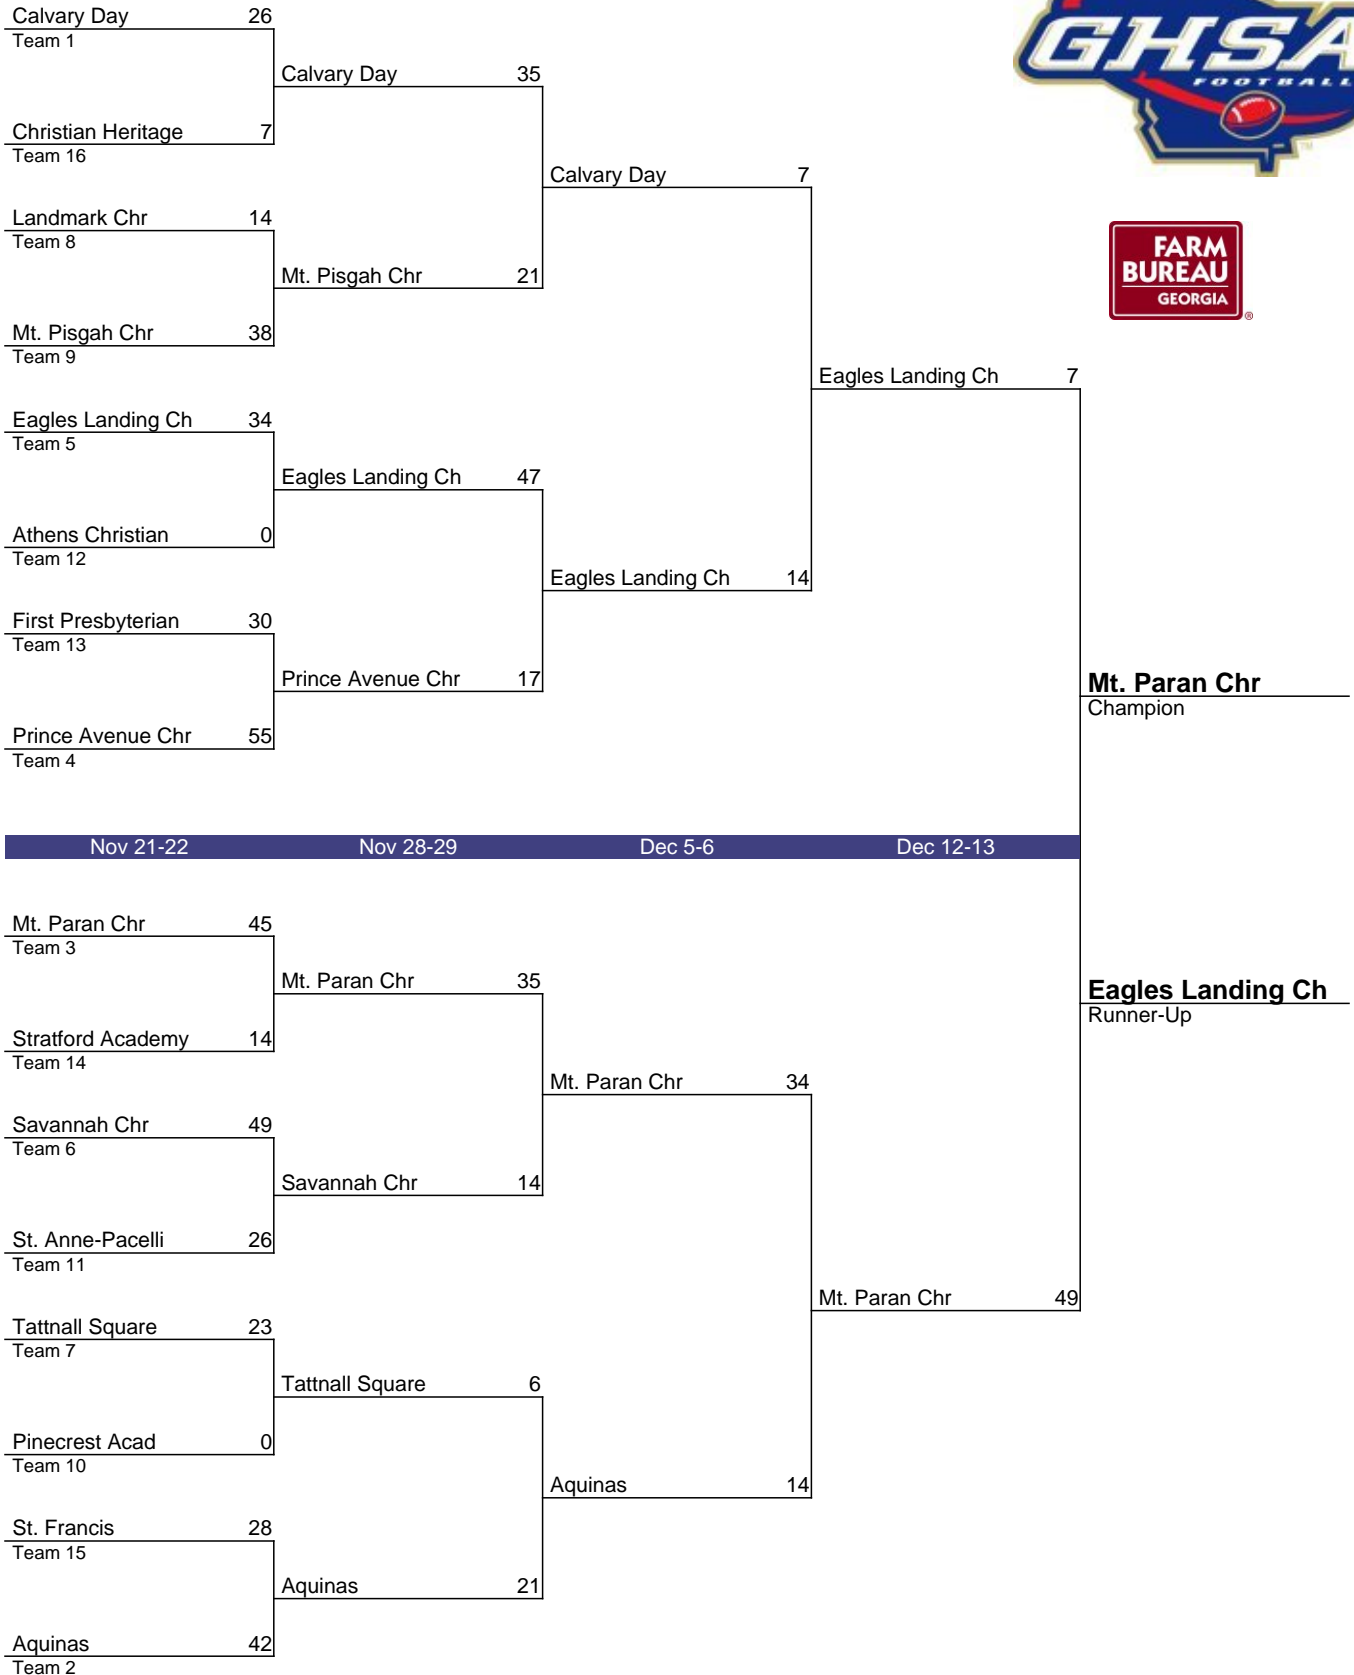 Calvary Day 26
Team 1
Calvary Day 35
Christian Heritage 7
Team 16
Calvary Day 7
Landmark Chr 14
Team 8
Mt. Pisgah Chr 21
Mt. Pisgah Chr 38
Team 9
Eagles Landing Ch 7
Eagles Landing Ch 34
Team 5
Eagles Landing Ch 47
Athens Christian 0
Team 12
Eagles Landing Ch 14
First Presbyterian 30
Team 13
Prince Avenue Chr 17
Prince Avenue Chr 55
Team 4
Mt. Paran Chr
Champion
Nov 21-22 Nov 28-29 Dec 5-6 Dec 12-13
Mt. Paran Chr 45
Team 3
Mt. Paran Chr 35
Stratford Academy 14
Team 14
Mt. Paran Chr 34
Savannah Chr 49
Team 6
Savannah Chr 14
St. Anne-Pacelli 26
Team 11
Mt. Paran Chr 49
Tattnall Square 23
Team 7
Tattnall Square 6
Pinecrest Acad 0
Team 10
Aquinas 14
St. Francis 28
Team 15
Aquinas 21
Aquinas 42
Team 2
Eagles Landing Ch
Runner-Up
GHSA
FOOTBALL
TM
FARM
BUREAU
GEORGIA
®